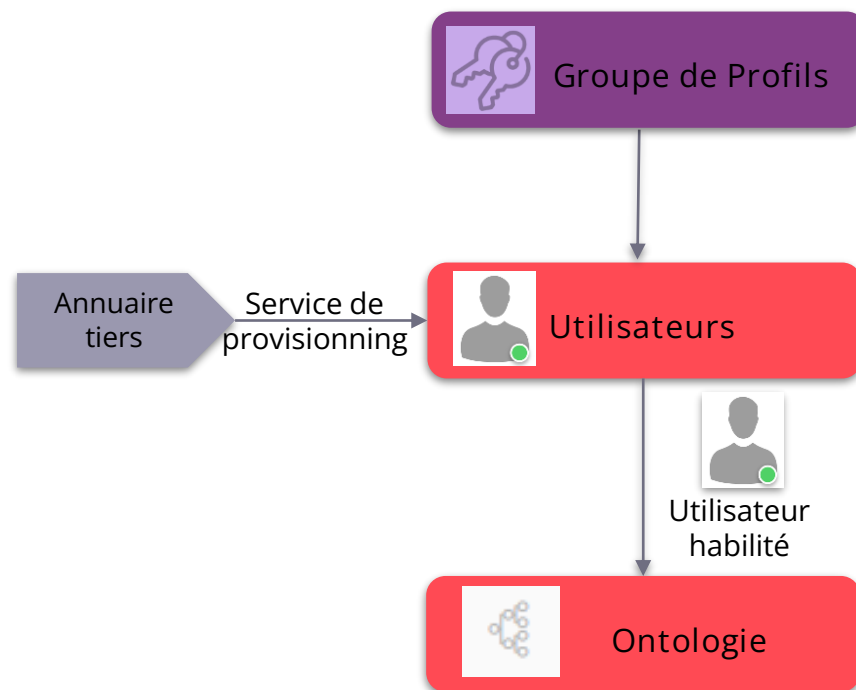 Groupe de Profils
Annuaire
tiers
Service de
provisionning
Utilisateurs
Utilisateur
habilité
Ontologie